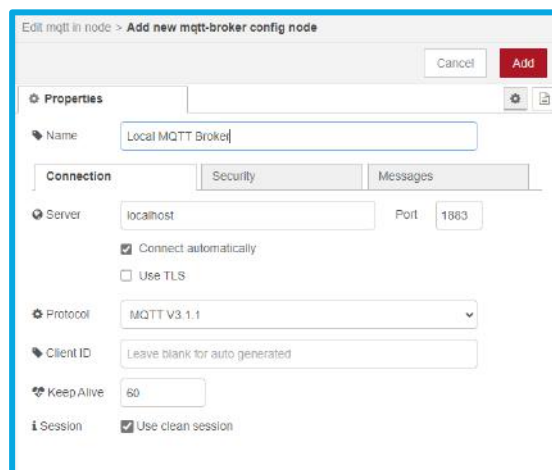 Edit mqtt in node > Add new mqtt-broker config node
Cancel Add
Properties
Name Local MQTT Broker
Connection Security Messages
Server localhost Port 1883
Connect automatically
Use TLS
Protocol MQTT V3.1.1
Client ID Leave blank for auto generated
Keep Alive 60
Session Use clean session